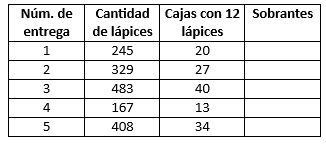 Núm. de entrega Cantidad de lápices Cajas con 12 lápices Sobrantes
1 245 20
2 329 27
3 483 40
4 167 13
5 408 34